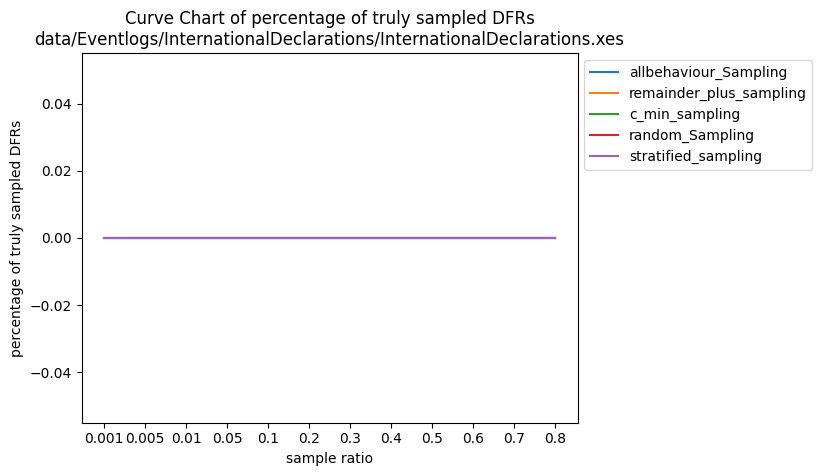 Curve Chart of percentage of truly sampled DFRs
data/Eventlogs/InternationalDeclarations/InternationalDeclarations.xes
allbehaviour_Sampling
remainder_plus_sampling
c_min_sampling
random_Sampling
stratified_sampling
percentage of truly sampled DFRs
0.04
0.02
0.00
−0.02
−0.04
0.001 0.005 0.01 0.05 0.1 0.2 0.3 0.4 0.5 0.6 0.7 0.8
sample ratio